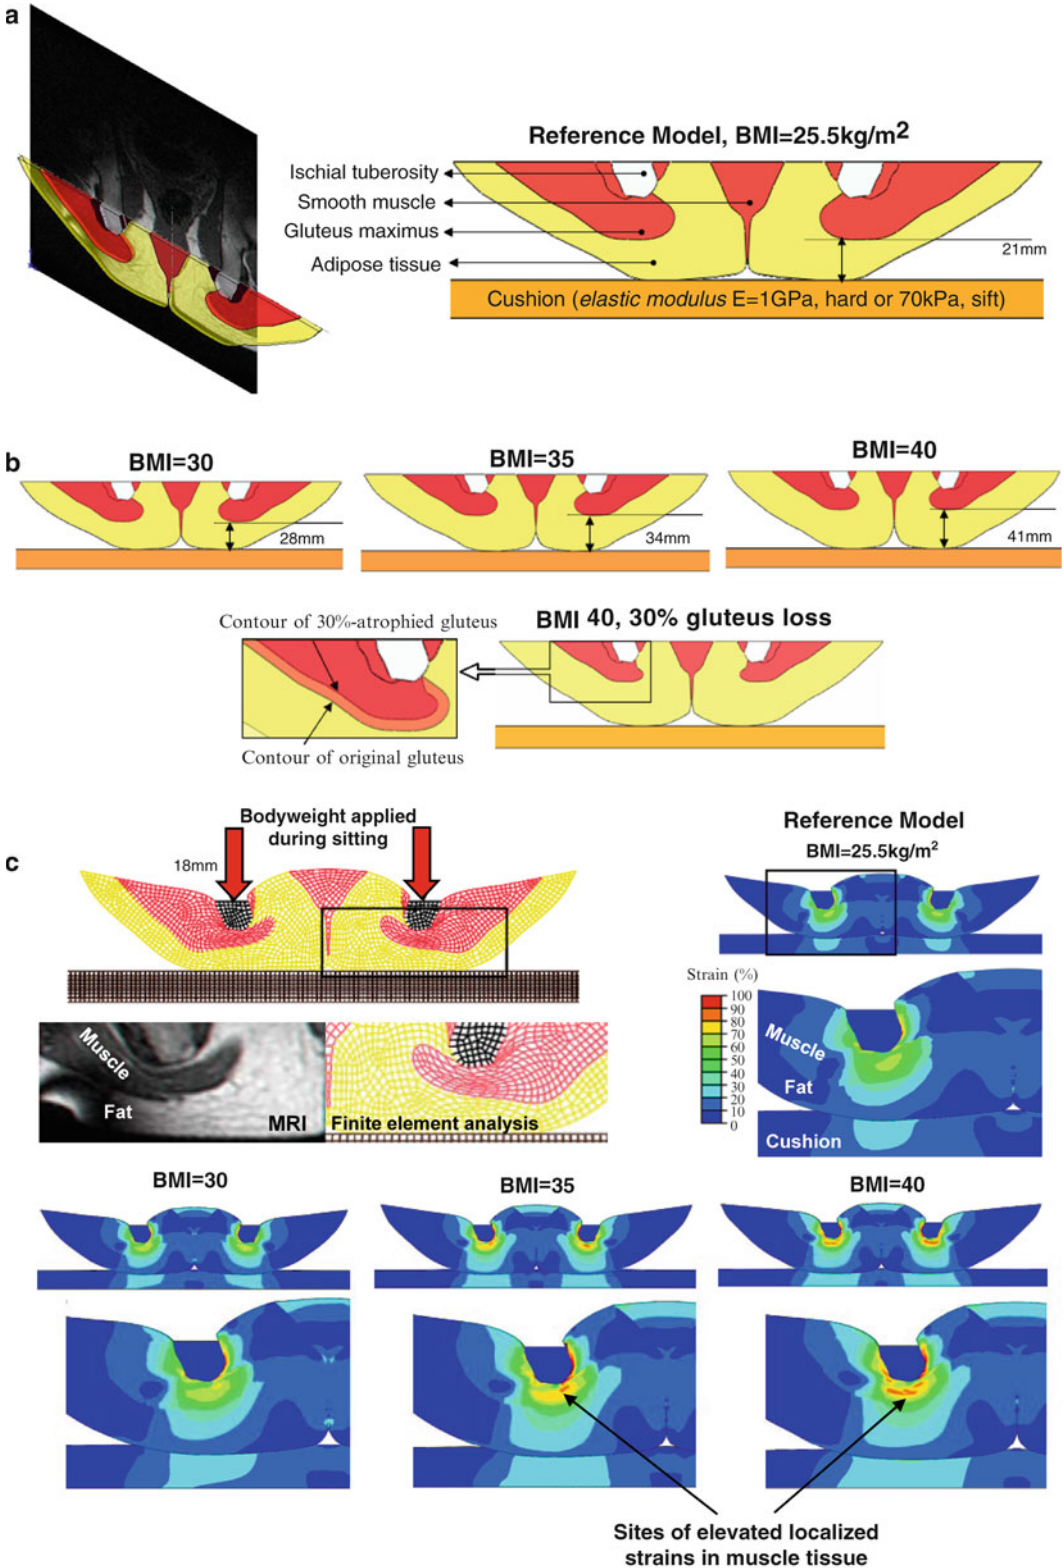 a
Reference Model, BMI=25.5kg/m2
Ischial tuberosity
Smooth muscle
Gluteus maximus
Adipose tissue
21mm
Cushion (elastic modulus E=1GPa, hard or 70kPa, sift)
b
BMI=30
BMI=35
BMI=40
28mm
34mm
41mm
Contour of 30%-atrophied gluteus
BMI 40, 30% gluteus loss
Contour of original gluteus
c
Bodyweight applied
during sitting
18mm
Reference Model
BMI=25.5kg/m2
Strain (%)
100
90
80
70
60
50
40
30
20
10
0
Muscle
Fat
Cushion
Muscle
Fat
MRI
Finite element analysis
BMI=30
BMI=35
BMI=40
Sites of elevated localized
strains in muscle tissue